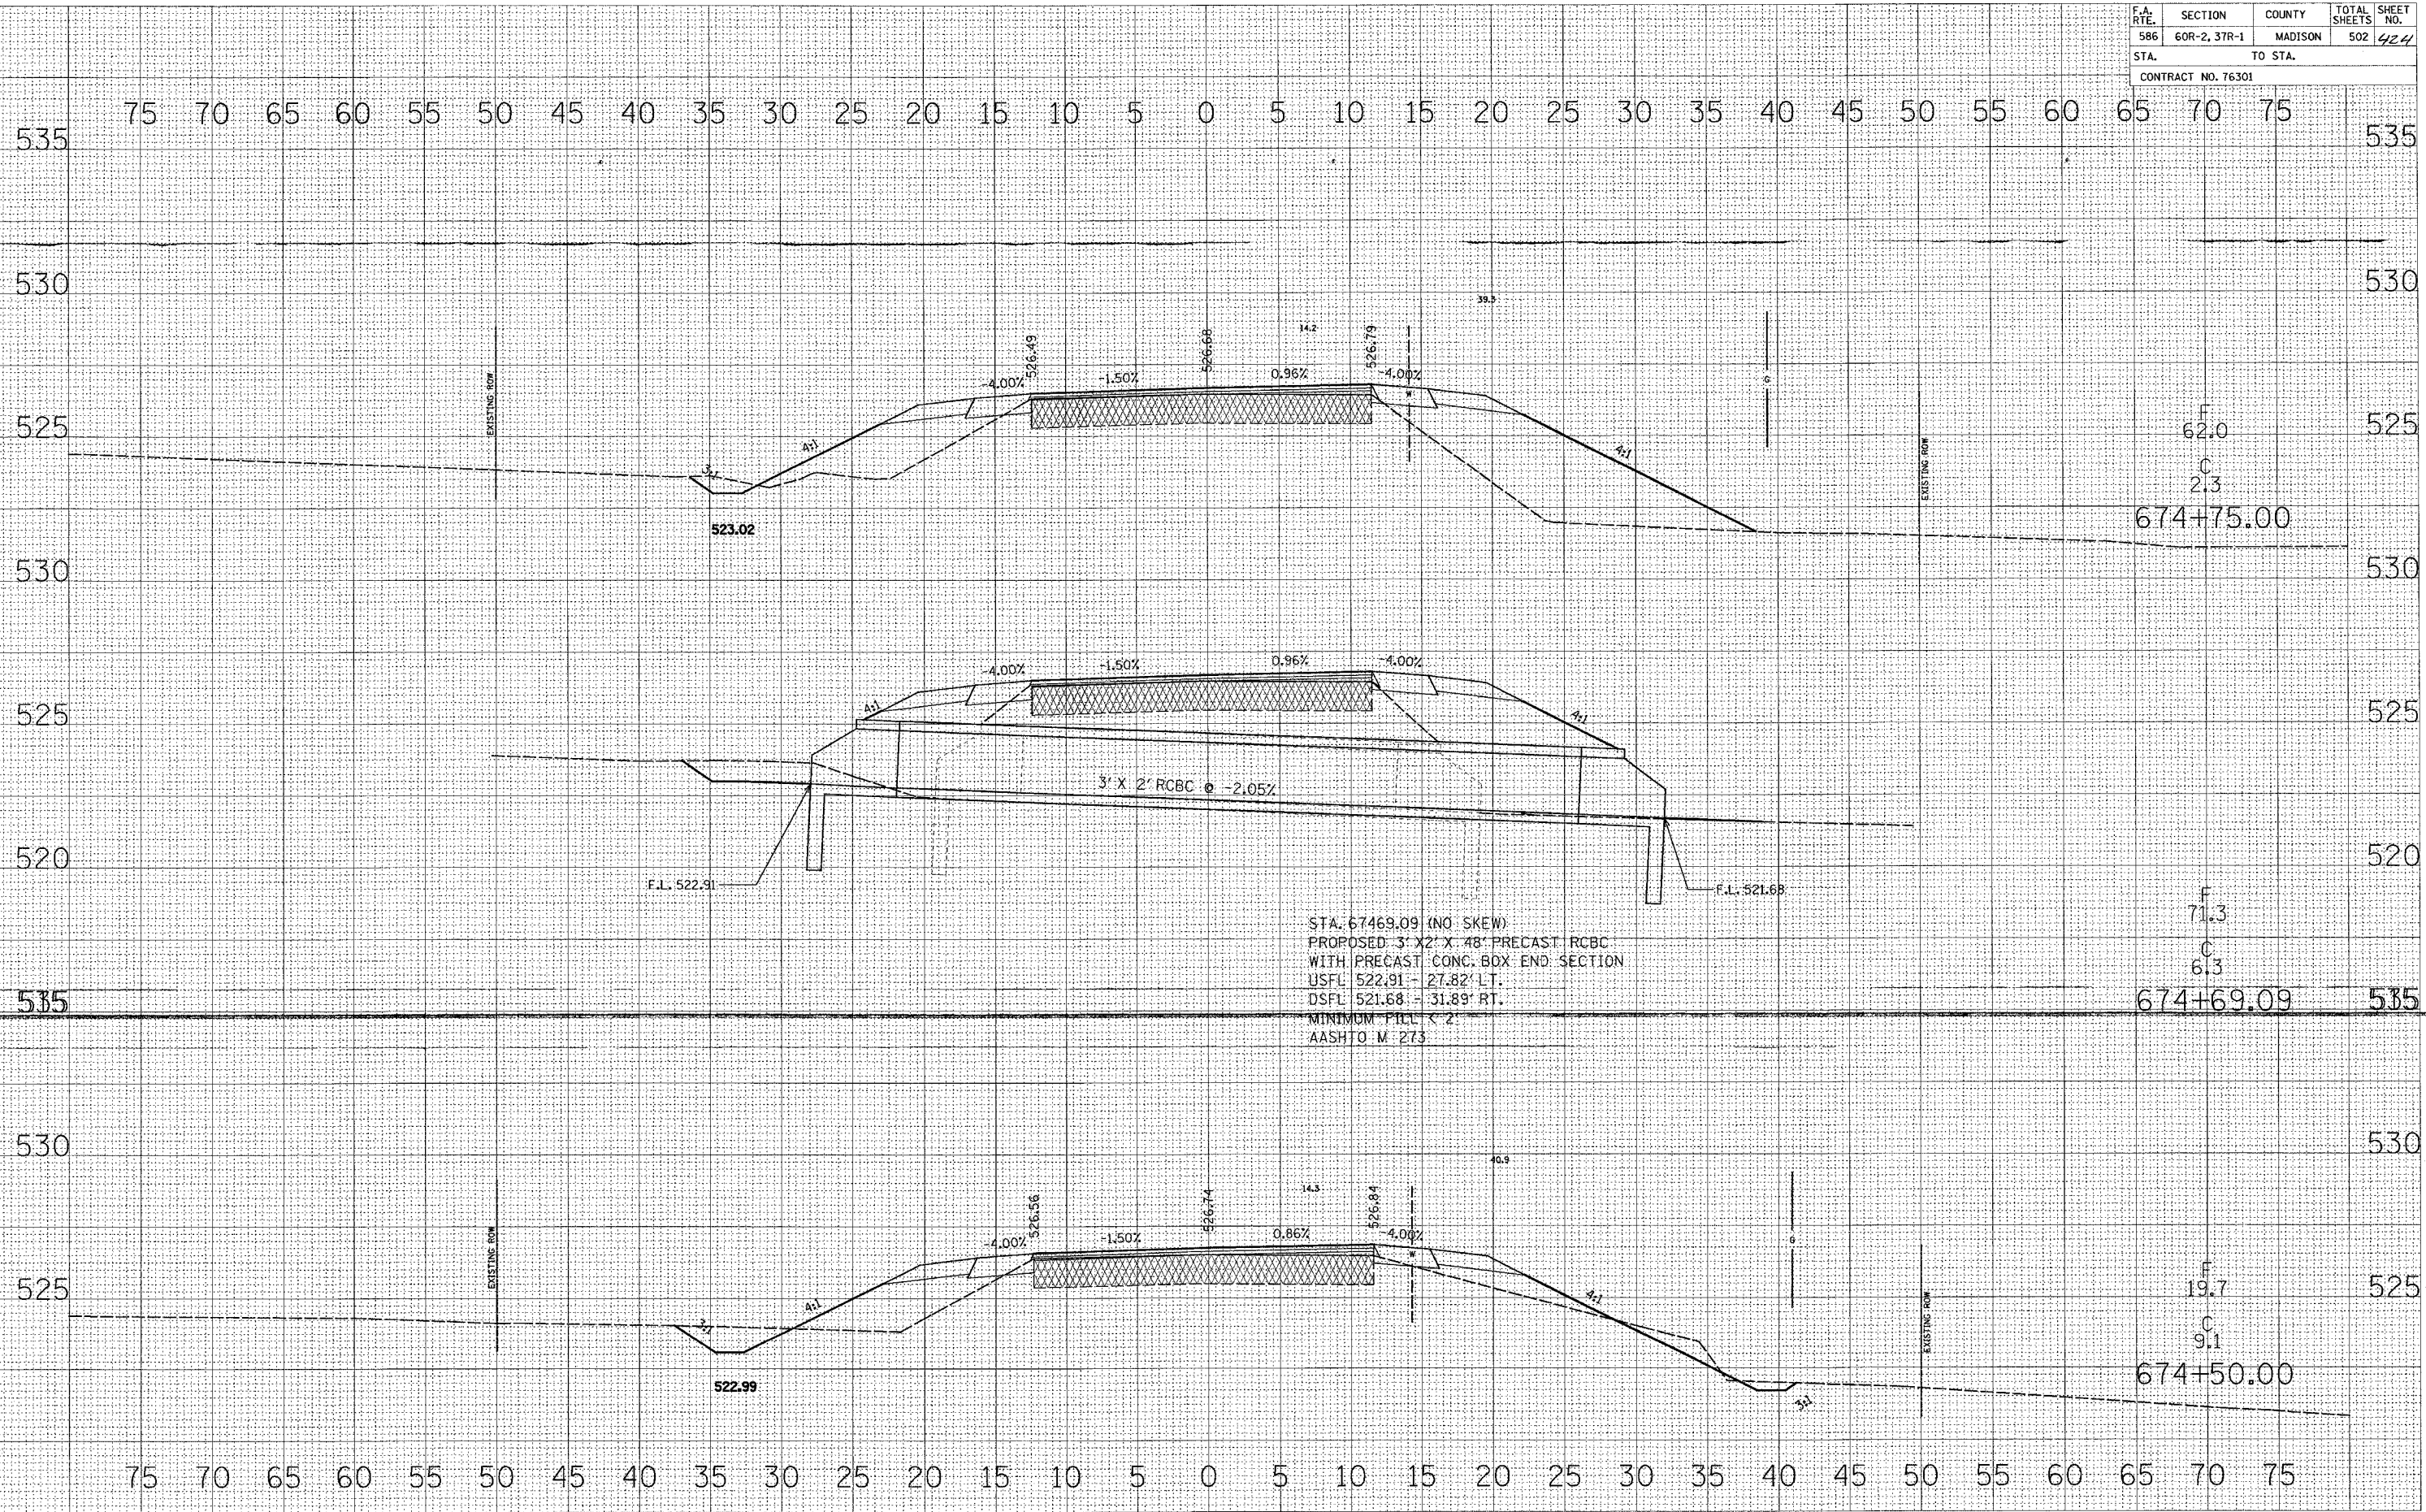 F.A. RTE. SECTION COUNTY TOTAL SHEETS SHEET NO.
586 60R-2, 37R-1 MADISON 502 424
STA. TO STA.
CONTRACT NO. 76301
75 70 65 60 55 50 45 40 35 30 25 20 15 10 5 0 5 10 15 20 25 30 35 40 45 50 55 60 65 70 75
535 535
530 530
39.3
14.2
526.49 526.68 526.79
-4.00% -1.50% 0.96% -4.00%
EXISTING ROW
W
G
525 525
4:1
4:1
3:1
EXISTING ROW
F
62.0
C
2.3
674+75.00
523.02
530 530
-4.00% -1.50% 0.96% -4.00%
4:1
4:1
525 525
3' X 2' RCBC @ -2.05%
520 520
F.L. 522.91
F.L. 521.68
F
71.3
C
6.3
674+69.09
STA. 67469.09 (NO SKEW)
PROPOSED 3' X2' X 48' PRECAST RCBC
WITH PRECAST CONC. BOX END SECTION
USFL 522.91 - 27.82' LT.
DSFL 521.68 - 31.89' RT.
MINIMUM FILL < 2'
AASHTO M 273
530 530
40.9
14.3
526.56 526.74 526.84
-4.00% -1.50% 0.86% -4.00%
EXISTING ROW
W
G
525 525
4:1
4:1
3:1
EXISTING ROW
F
19.7
C
9.1
674+50.00
522.99
3:1
75 70 65 60 55 50 45 40 35 30 25 20 15 10 5 0 5 10 15 20 25 30 35 40 45 50 55 60 65 70 75